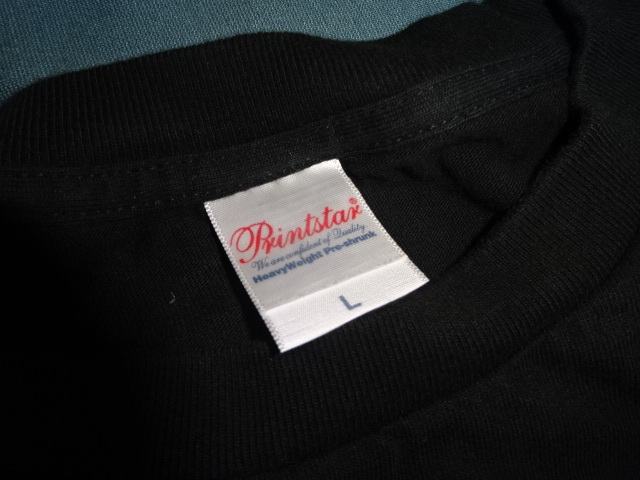 Printstar®
We are confident of Quality
HeavyWeight Pre-shrunk
L